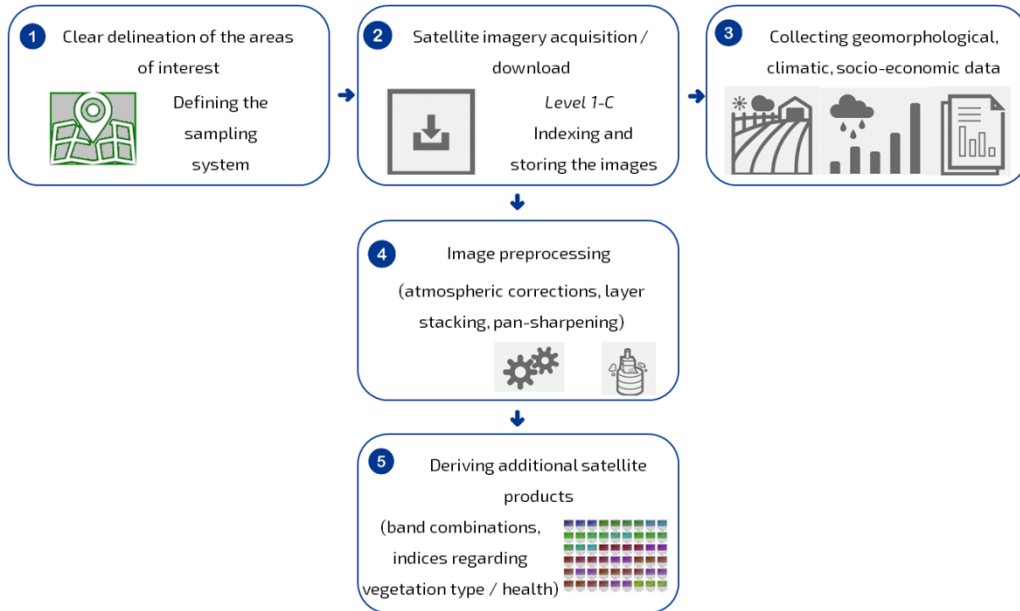 1
Clear delineation of the areas
of interest
Defining the
sampling
system
2
Satellite imagery acquisition /
download
Level 1-C
Indexing and
storing the images
3
Collecting geomorphological,
climatic, socio-economic data
4
Image preprocessing
(atmospheric corrections, layer
stacking, pan-sharpening)
5
Deriving additional satellite
products
(band combinations,
indices regarding
vegetation type / health)